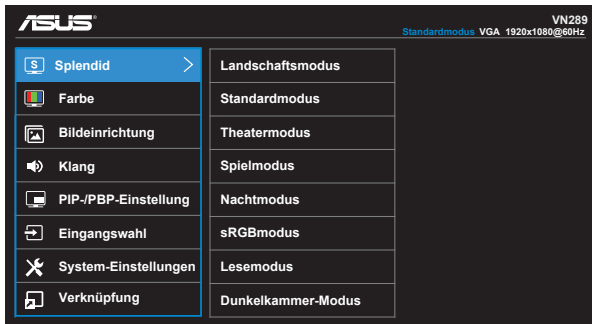 ASUS
VN289
Standardmodus VGA 1920x1080@60Hz
S Splendid
Farbe
Bildeinrichtung
Klang
PIP-/PBP-Einstellung
Eingangswahl
System-Einstellungen
Verknüpfung
Landschaftsmodus
Standardmodus
Theatermodus
Spielmodus
Nachtmodus
sRGBmodus
Lesemodus
Dunkelkammer-Modus